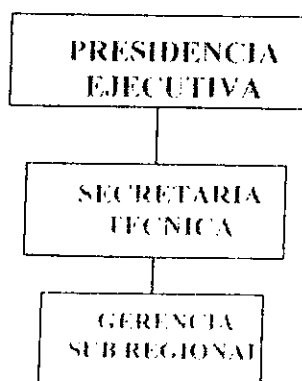 PRESIDENCIA
EJECUTIVA
SECRETARIA
TECNICA
GERENCIA
SUB REGIONAL